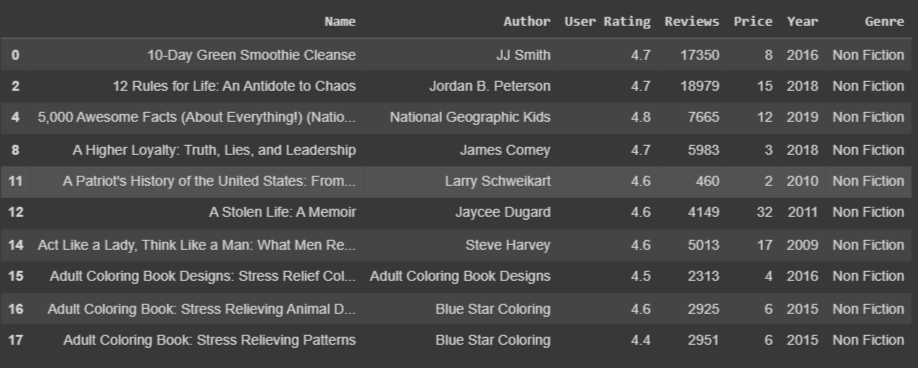 Name Author User Rating Reviews Price Year Genre
0 10-Day Green Smoothie Cleanse JJ Smith 4.7 17350 8 2016 Non Fiction
2 12 Rules for Life: An Antidote to Chaos Jordan B. Peterson 4.7 18979 15 2018 Non Fiction
4 5,000 Awesome Facts (About Everything!) (Natio... National Geographic Kids 4.8 7665 12 2019 Non Fiction
8 A Higher Loyalty: Truth, Lies, and Leadership James Comey 4.7 5983 3 2018 Non Fiction
11 A Patriot's History of the United States: From... Larry Schweikart 4.6 460 2 2010 Non Fiction
12 A Stolen Life: A Memoir Jaycee Dugard 4.6 4149 32 2011 Non Fiction
14 Act Like a Lady, Think Like a Man: What Men Re... Steve Harvey 4.6 5013 17 2009 Non Fiction
15 Adult Coloring Book Designs: Stress Relief Col... Adult Coloring Book Designs 4.5 2313 4 2016 Non Fiction
16 Adult Coloring Book: Stress Relieving Animal D... Blue Star Coloring 4.6 2925 6 2015 Non Fiction
17 Adult Coloring Book: Stress Relieving Patterns Blue Star Coloring 4.4 2951 6 2015 Non Fiction